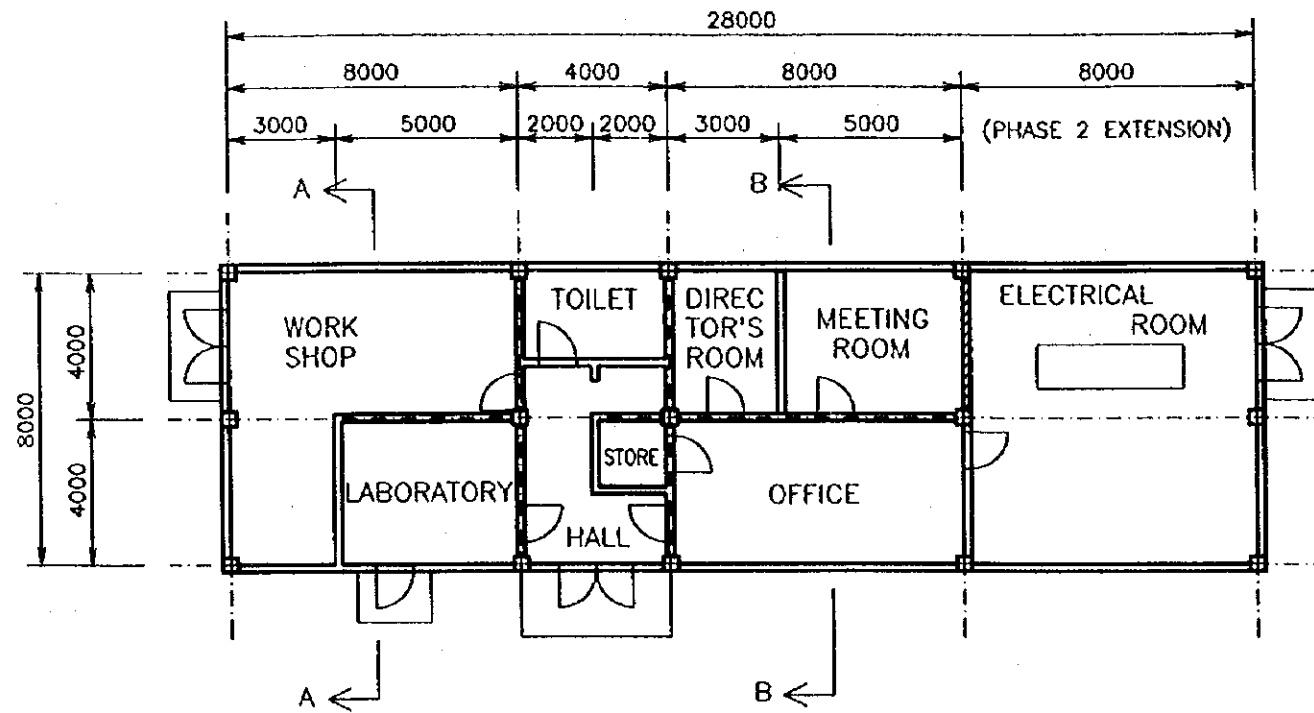 28000
8000
4000
8000
8000
3000
5000
2000
2000
3000
5000
(PHASE 2 EXTENSION)
A
B
8000
4000
4000
WORK
SHOP
TOILET
DIREC
TOR'S
ROOM
MEETING
ROOM
ELECTRICAL
ROOM
LABORATORY
STORE
HALL
OFFICE
A
B